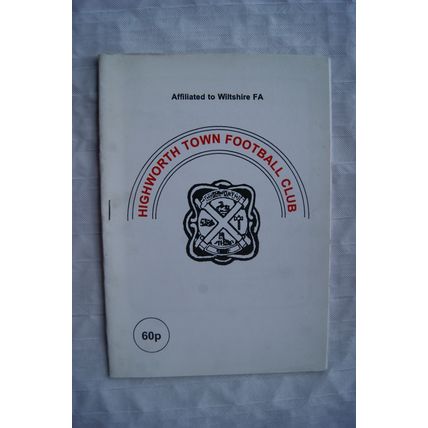 Affiliated to Wiltshire FA
HIGHWORTH TOWN FOOTBALL CLUB
60p